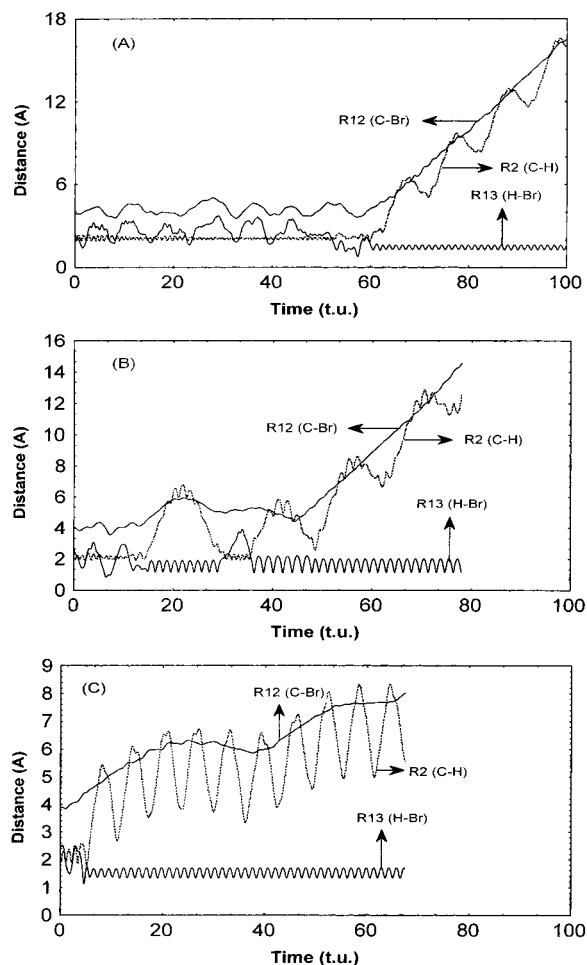 (A)
18
12
6
0
Distance (A)
R12 (C-Br)
R2 (C-H)
R13 (H-Br)
0 20 40 60 80 100
Time (t.u.)
(B)
16
14
12
10
8
6
4
2
0
Distance (A)
R12 (C-Br)
R2 (C-H)
R13 (H-Br)
0 20 40 60 80 100
Time (t.u.)
(C)
9
8
7
6
5
4
3
2
1
0
Distance (A)
R12 (C-Br)
R2 (C-H)
R13 (H-Br)
0 20 40 60 80 100
Time (t.u.)